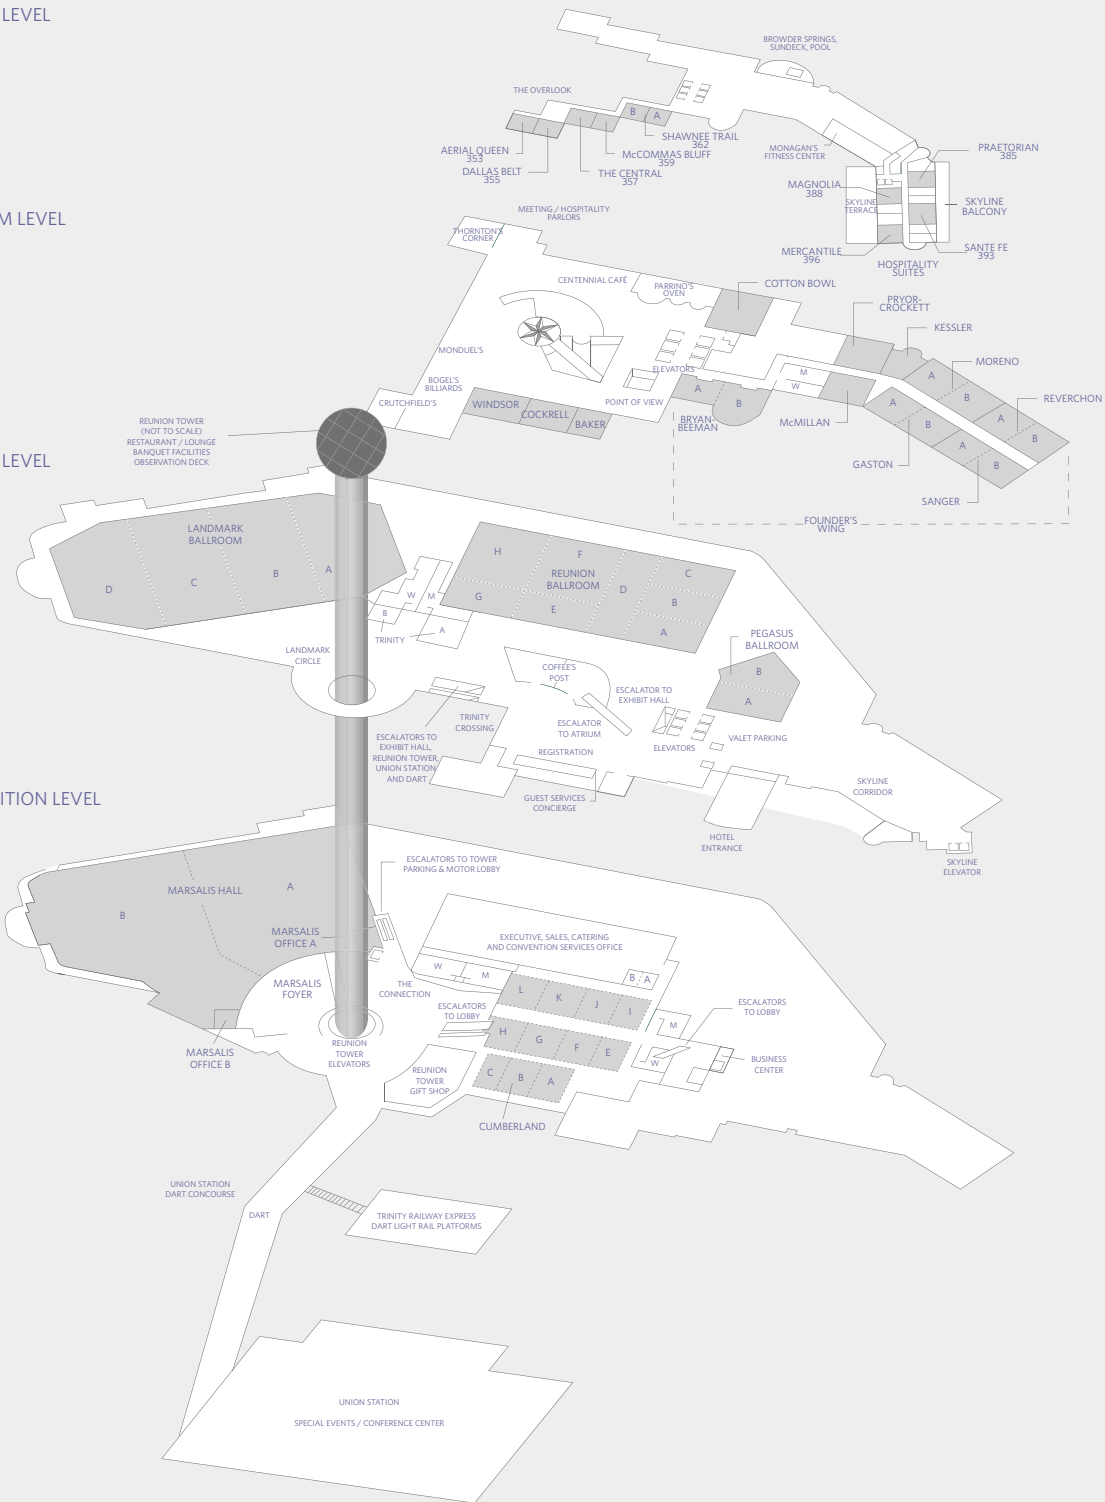 LEVEL
BROWDER SPRINGS,
SUNDECK, POOL
THE OVERLOOK
B
A
AERIAL QUEEN
353
DALLAS BELT
355
SHAWNEE TRAIL
362
McCOMMAS BLUFF
359
THE CENTRAL
357
MONAGAN'S
FITNESS CENTER
PRAETORIAN
385
MAGNOLIA
388
SKYLINE
TERRACE
SKYLINE
BALCONY
MERCANTILE
396
SANTE FE
393
HOSPITALITY
SUITES
M LEVEL
MEETING / HOSPITALITY
PARLORS
THORNTON'S
CORNER
CENTENNIAL CAFÉ
PARRINO'S
OVEN
COTTON BOWL
PRYOR-
CROCKETT
KESSLER
MORENO
REVERCHON
MONDUEL'S
ELEVATORS
M
W
A
B
A
B
A
B
A
B
BOGEL'S
BILLIARDS
CRUTCHFIELD'S
WINDSOR
COCKRELL
BAKER
POINT OF VIEW
A
B
BRYAN-
BEEMAN
McMILLAN
GASTON
SANGER
FOUNDER'S
WING
REUNION TOWER
(NOT TO SCALE)
RESTAURANT / LOUNGE
BANQUET FACILITIES
OBSERVATION DECK
LEVEL
LANDMARK
BALLROOM
D
C
B
A
W
M
B
A
TRINITY
LANDMARK
CIRCLE
REUNION
BALLROOM
H
F
G
E
D
C
B
A
PEGASUS
BALLROOM
B
A
COFFEE'S
POST
ESCALATOR TO
EXHIBIT HALL
TRINITY
CROSSING
ESCALATOR
TO ATRIUM
ELEVATORS
VALET PARKING
ESCALATORS TO
EXHIBIT HALL,
REUNION TOWER,
UNION STATION
AND DART
REGISTRATION
GUEST SERVICES
CONCIERGE
SKYLINE
CORRIDOR
HOTEL
ENTRANCE
SKYLINE
ELEVATOR
ITION LEVEL
ESCALATORS TO TOWER
PARKING & MOTOR LOBBY
MARSALIS HALL
A
B
MARSALIS
OFFICE A
EXECUTIVE, SALES, CATERING
AND CONVENTION SERVICES OFFICE
W
M
B
A
MARSALIS
FOYER
THE
CONNECTION
L
K
J
I
ESCALATORS
TO LOBBY
ESCALATORS
TO LOBBY
M
H
G
F
E
W
MARSALIS
OFFICE B
REUNION
TOWER
ELEVATORS
REUNION
TOWER
GIFT SHOP
C
B
A
BUSINESS
CENTER
CUMBERLAND
UNION STATION
DART CONCOURSE
DART
TRINITY RAILWAY EXPRESS
DART LIGHT RAIL PLATFORMS
UNION STATION
SPECIAL EVENTS / CONFERENCE CENTER